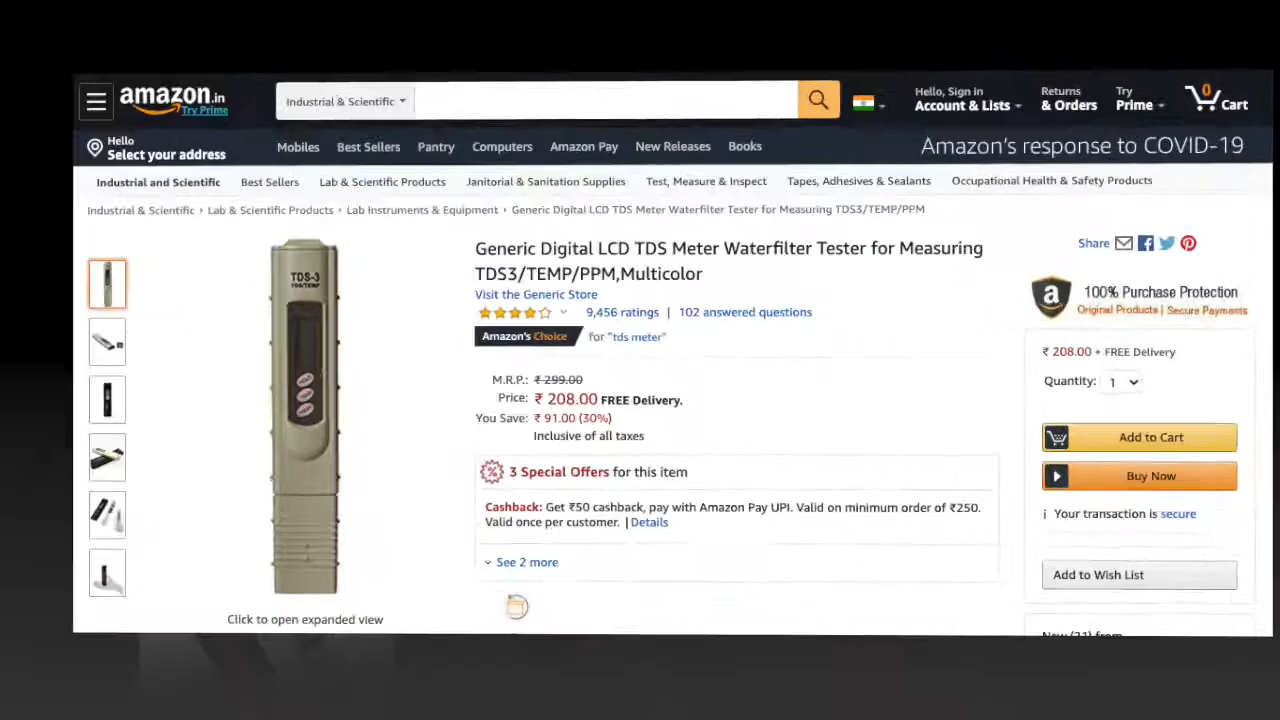 amazon.in
Try Prime
Industrial & Scientific
Hello, Sign in
Account & Lists
Returns
& Orders
Try
Prime
0
Cart
Hello
Select your address
Mobiles
Best Sellers
Pantry
Computers
Amazon Pay
New Releases
Books
Amazon's response to COVID-19
Industrial and Scientific
Best Sellers
Lab & Scientific Products
Janitorial & Sanitation Supplies
Test, Measure & Inspect
Tapes, Adhesives & Sealants
Occupational Health & Safety Products
Industrial & Scientific › Lab & Scientific Products › Lab Instruments & Equipment › Generic Digital LCD TDS Meter Waterfilter Tester for Measuring TDS3/TEMP/PPM
TDS-3
TDS/TEMP
Click to open expanded view
Generic Digital LCD TDS Meter Waterfilter Tester for Measuring
TDS3/TEMP/PPM,Multicolor
Visit the Generic Store
9,456 ratings | 102 answered questions
Amazon's Choice for "tds meter"
M.R.P.: ₹ 299.00
Price: ₹ 208.00 FREE Delivery.
You Save: ₹ 91.00 (30%)
Inclusive of all taxes
3 Special Offers for this item
Cashback: Get ₹50 cashback, pay with Amazon Pay UPI. Valid on minimum order of ₹250.
Valid once per customer. | Details
See 2 more
Share
a
100% Purchase Protection
Original Products | Secure Payments
₹ 208.00 + FREE Delivery
Quantity: 1
Add to Cart
Buy Now
Your transaction is secure
Add to Wish List
New (21) from